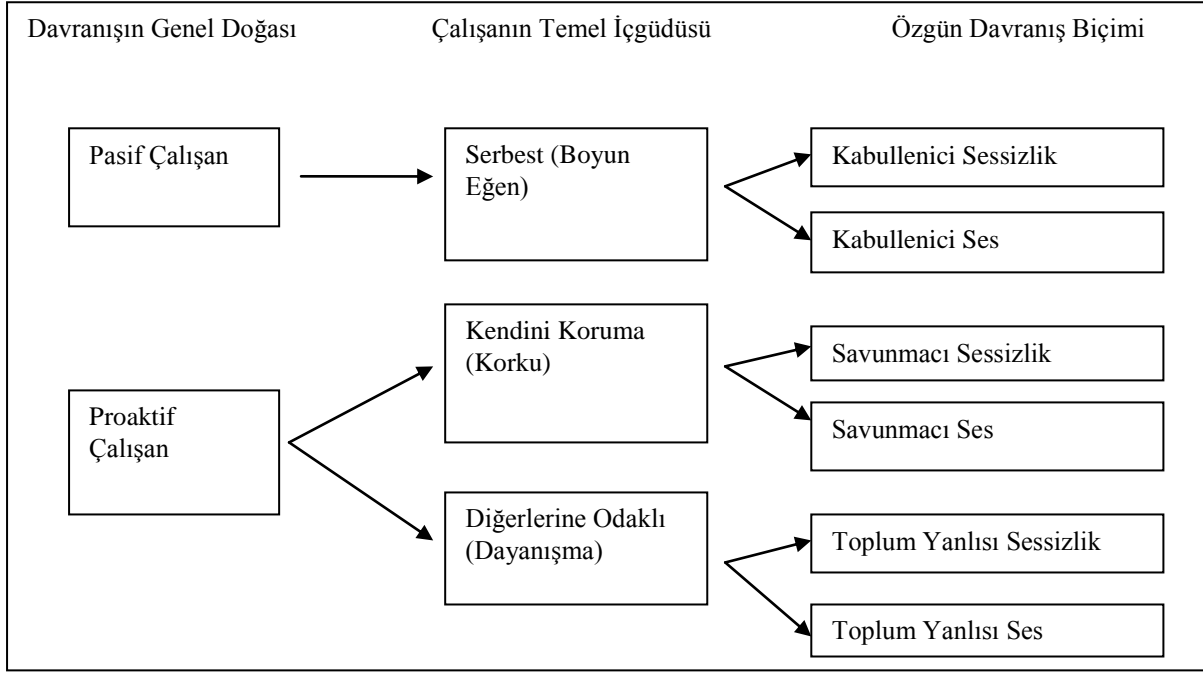 Davranışın Genel Doğası
Çalışanın Temel İçgüdüsü
Özgün Davranış Biçimi
Pasif Çalışan
Serbest (Boyun
Eğen)
Kabullenici Sessizlik
Kabullenici Ses
Proaktif
Çalışan
Kendini Koruma
(Korku)
Savunmacı Sessizlik
Savunmacı Ses
Diğerlerine Odaklı
(Dayanışma)
Toplum Yanlısı Sessizlik
Toplum Yanlısı Ses